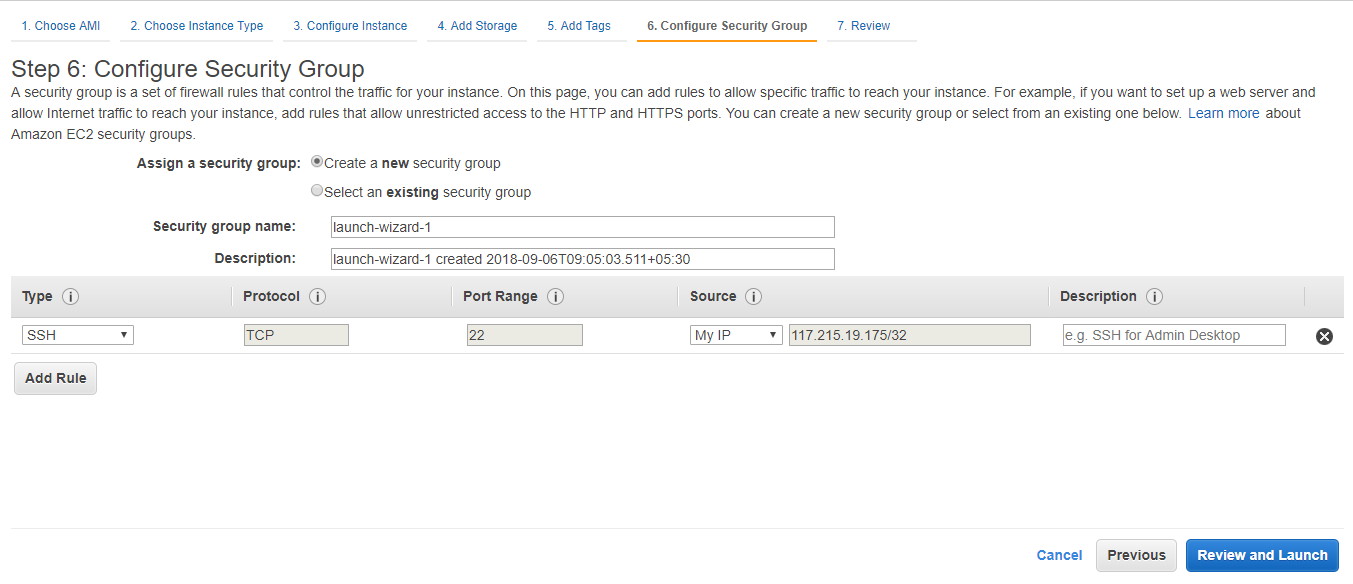 1. Choose AMI 2. Choose Instance Type 3. Configure Instance 4. Add Storage 5. Add Tags 6. Configure Security Group 7. Review
Step 6: Configure Security Group
A security group is a set of firewall rules that control the traffic for your instance. On this page, you can add rules to allow specific traffic to reach your instance. For example, if you want to set up a web server and
allow Internet traffic to reach your instance, add rules that allow unrestricted access to the HTTP and HTTPS ports. You can create a new security group or select from an existing one below. Learn more about
Amazon EC2 security groups.
Assign a security group: Create a new security group
Select an existing security group
Security group name: launch-wizard-1
Description: launch-wizard-1 created 2018-09-06T09:05:03.511+05:30
Type i Protocol i Port Range i Source i Description i
SSH TCP 22 My IP 117.215.19.175/32 e.g. SSH for Admin Desktop
Add Rule
Cancel Previous Review and Launch